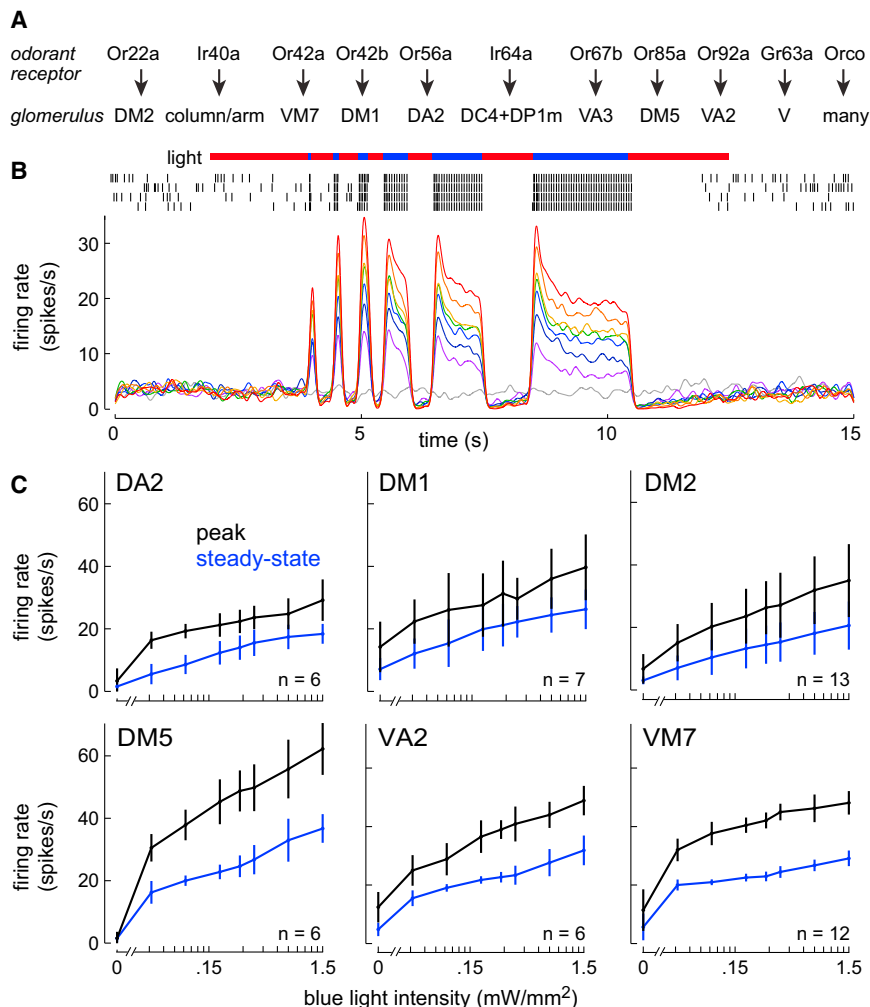 A
odorant receptor Or22a Ir40a Or42a Or42b Or56a Ir64a Or67b Or85a Or92a Gr63a Orco
glomerulus DM2 column/arm VM7 DM1 DA2 DC4+DP1m VA3 DM5 VA2 V many
light
B
firing rate
(spikes/s)
30
20
10
0
0 5 10 15
time (s)
C
DA2 DM1 DM2
peak
steady-state
firing rate
(spikes/s)
60
40
20
0
n = 6 n = 7 n = 13
DM5 VA2 VM7
firing rate
(spikes/s)
60
40
20
0
n = 6 n = 6 n = 12
0 .15 1.5 0 .15 1.5 0 .15 1.5
blue light intensity (mW/mm2)